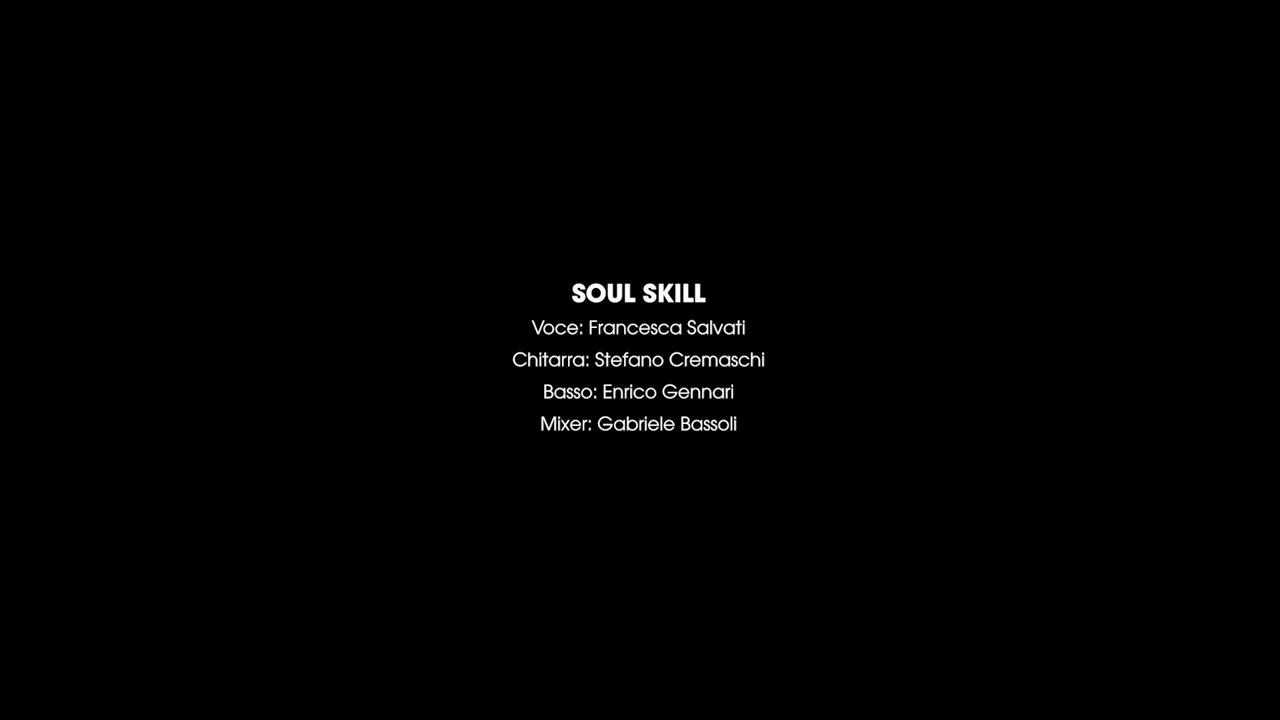 SOUL SKILL
Voce: Francesca Salvati
Chitarra: Stefano Cremaschi
Basso: Enrico Gennari
Mixer: Gabriele Bassoli